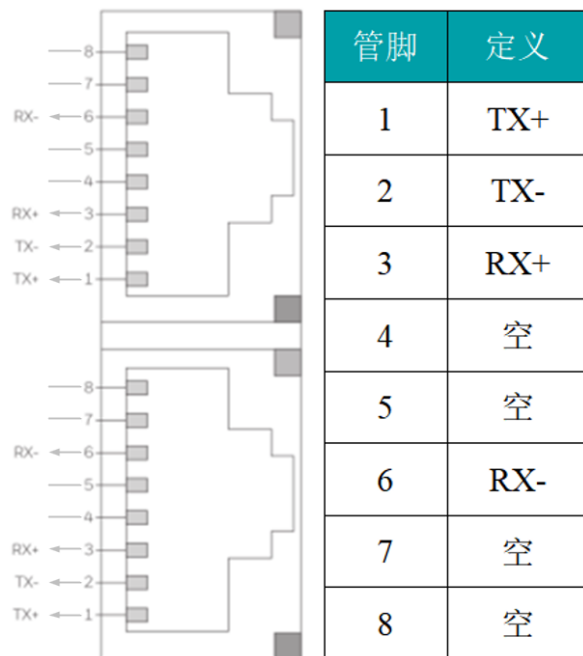 8
7
RX- 6
5
4
RX+ 3
TX- 2
TX+ 1
8
7
RX- 6
5
4
RX+ 3
TX- 2
TX+ 1
管脚 定义
1 TX+
2 TX-
3 RX+
4 空
5 空
6 RX-
7 空
8 空